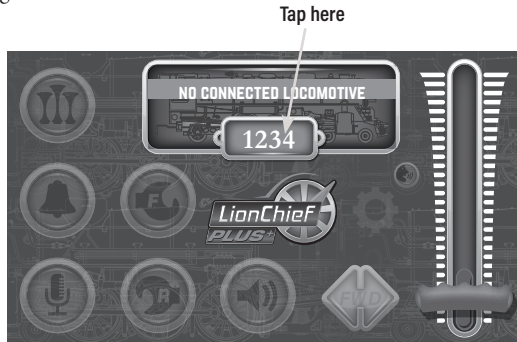 Tap here
NO CONNECTED LOCOMOTIVE
1234
F
LionChief
PLUS+
R
FWD